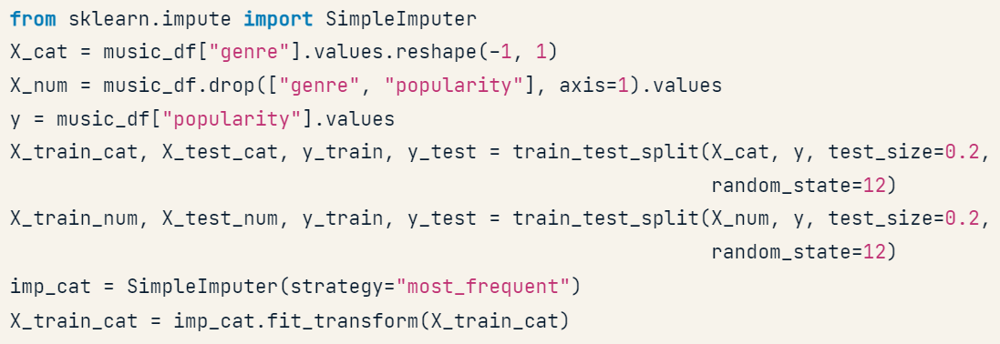 from sklearn.impute import SimpleImputer
X_cat = music_df["genre"].values.reshape(-1, 1)
X_num = music_df.drop(["genre", "popularity"], axis=1).values
y = music_df["popularity"].values
X_train_cat, X_test_cat, y_train, y_test = train_test_split(X_cat, y, test_size=0.2,
random_state=12)
X_train_num, X_test_num, y_train, y_test = train_test_split(X_num, y, test_size=0.2,
random_state=12)
imp_cat = SimpleImputer(strategy="most_frequent")
X_train_cat = imp_cat.fit_transform(X_train_cat)